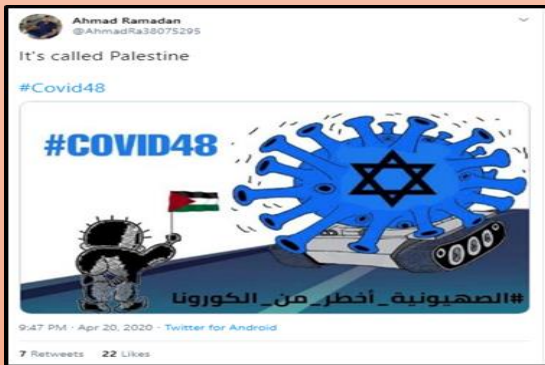 Ahmad Ramadan
@AhmadRa38075295
It's called Palestine
#Covid48
#COVID48
#الصهيونية_أخطر_من_الكورونا
9:47 PM · Apr 20, 2020 · Twitter for Android
7 Retweets 22 Likes